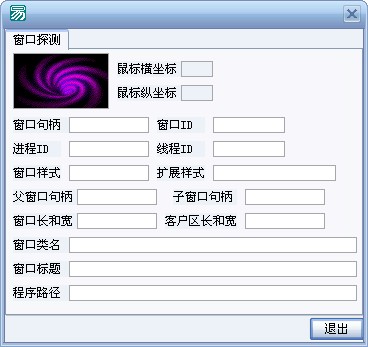 易
窗口探测
鼠标横坐标
鼠标纵坐标
窗口句柄 窗口ID
进程ID 线程ID
窗口样式 扩展样式
父窗口句柄 子窗口句柄
窗口长和宽 客户区长和宽
窗口类名
窗口标题
程序路径
退出